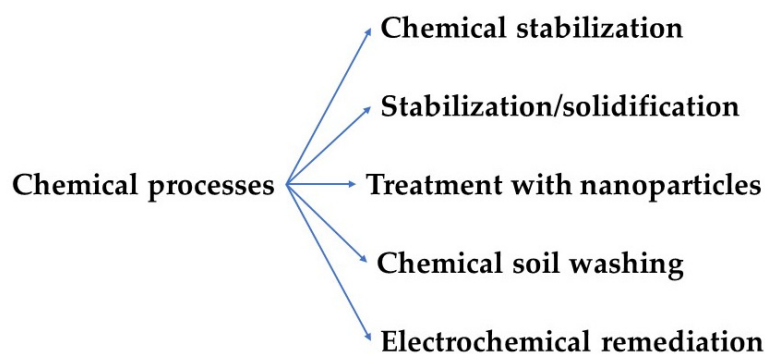 Chemical stabilization
Stabilization/solidification
Chemical processes
Treatment with nanoparticles
Chemical soil washing
Electrochemical remediation